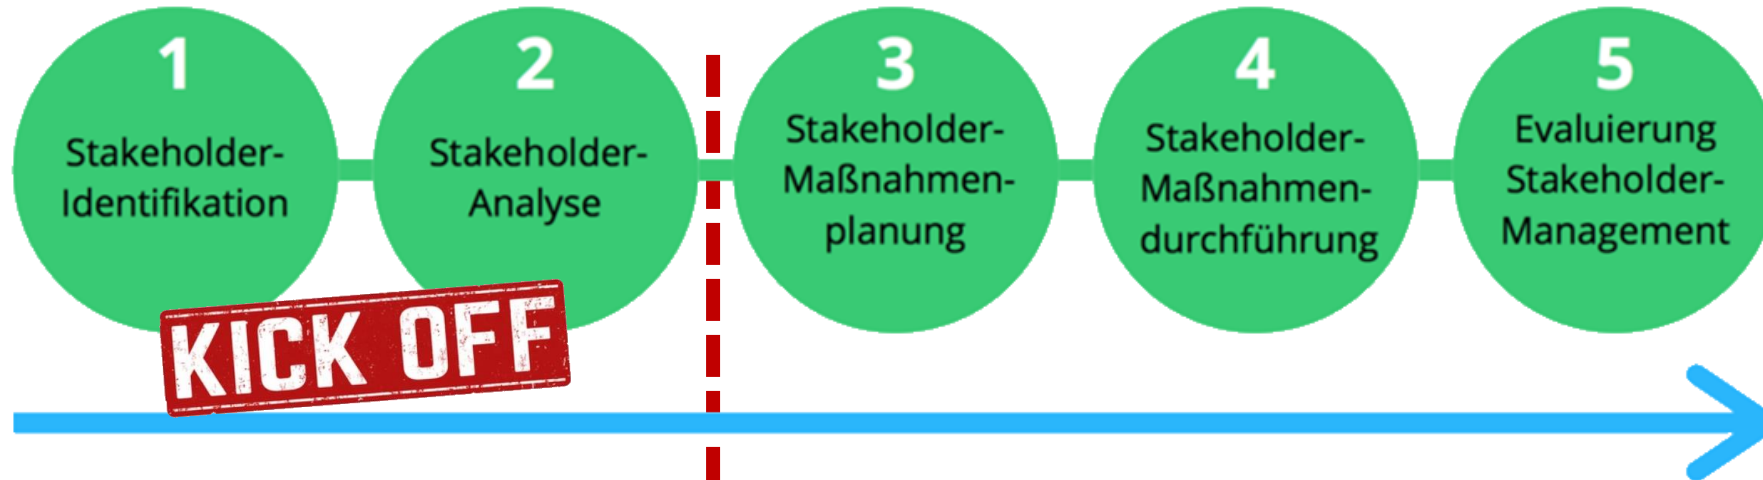 1
Stakeholder-
Identifikation
2
Stakeholder-
Analyse
3
Stakeholder-
Maßnahmen-
planung
4
Stakeholder-
Maßnahmen-
durchführung
5
Evaluierung
Stakeholder-
Management
KICK OFF